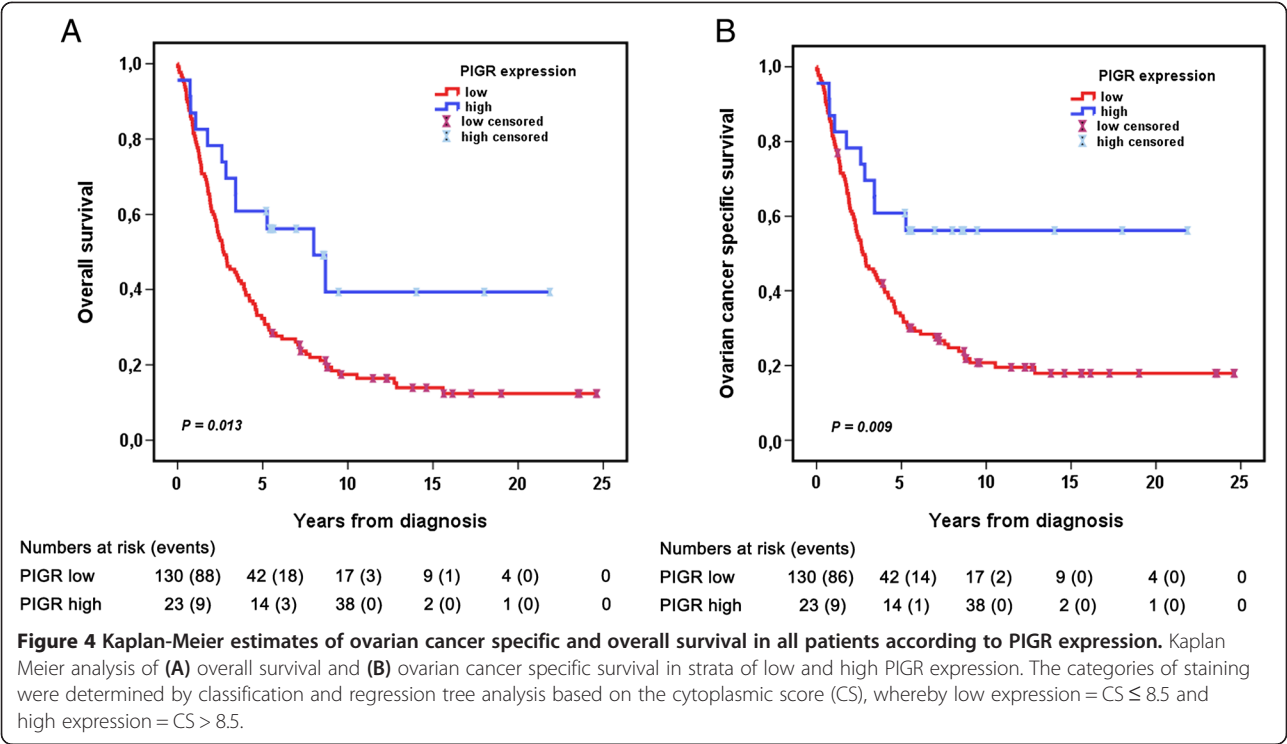 A
Overall survival
1,0
0,8
0,6
0,4
0,2
0,0
PIGR expression
low
high
low censored
high censored
P = 0.013
0 5 10 15 20 25
Years from diagnosis
Numbers at risk (events)
PIGR low 130 (88) 42 (18) 17 (3) 9 (1) 4 (0) 0
PIGR high 23 (9) 14 (3) 38 (0) 2 (0) 1 (0) 0
B
Ovarian cancer specific survival
1,0
0,8
0,6
0,4
0,2
0,0
PIGR expression
low
high
low censored
high censored
P = 0.009
0 5 10 15 20 25
Years from diagnosis
Numbers at risk (events)
PIGR low 130 (86) 42 (14) 17 (2) 9 (0) 4 (0) 0
PIGR high 23 (9) 14 (1) 38 (0) 2 (0) 1 (0) 0
Figure 4 Kaplan-Meier estimates of ovarian cancer specific and overall survival in all patients according to PIGR expression. Kaplan
Meier analysis of (A) overall survival and (B) ovarian cancer specific survival in strata of low and high PIGR expression. The categories of staining
were determined by classification and regression tree analysis based on the cytoplasmic score (CS), whereby low expression = CS ≤ 8.5 and
high expression = CS > 8.5.